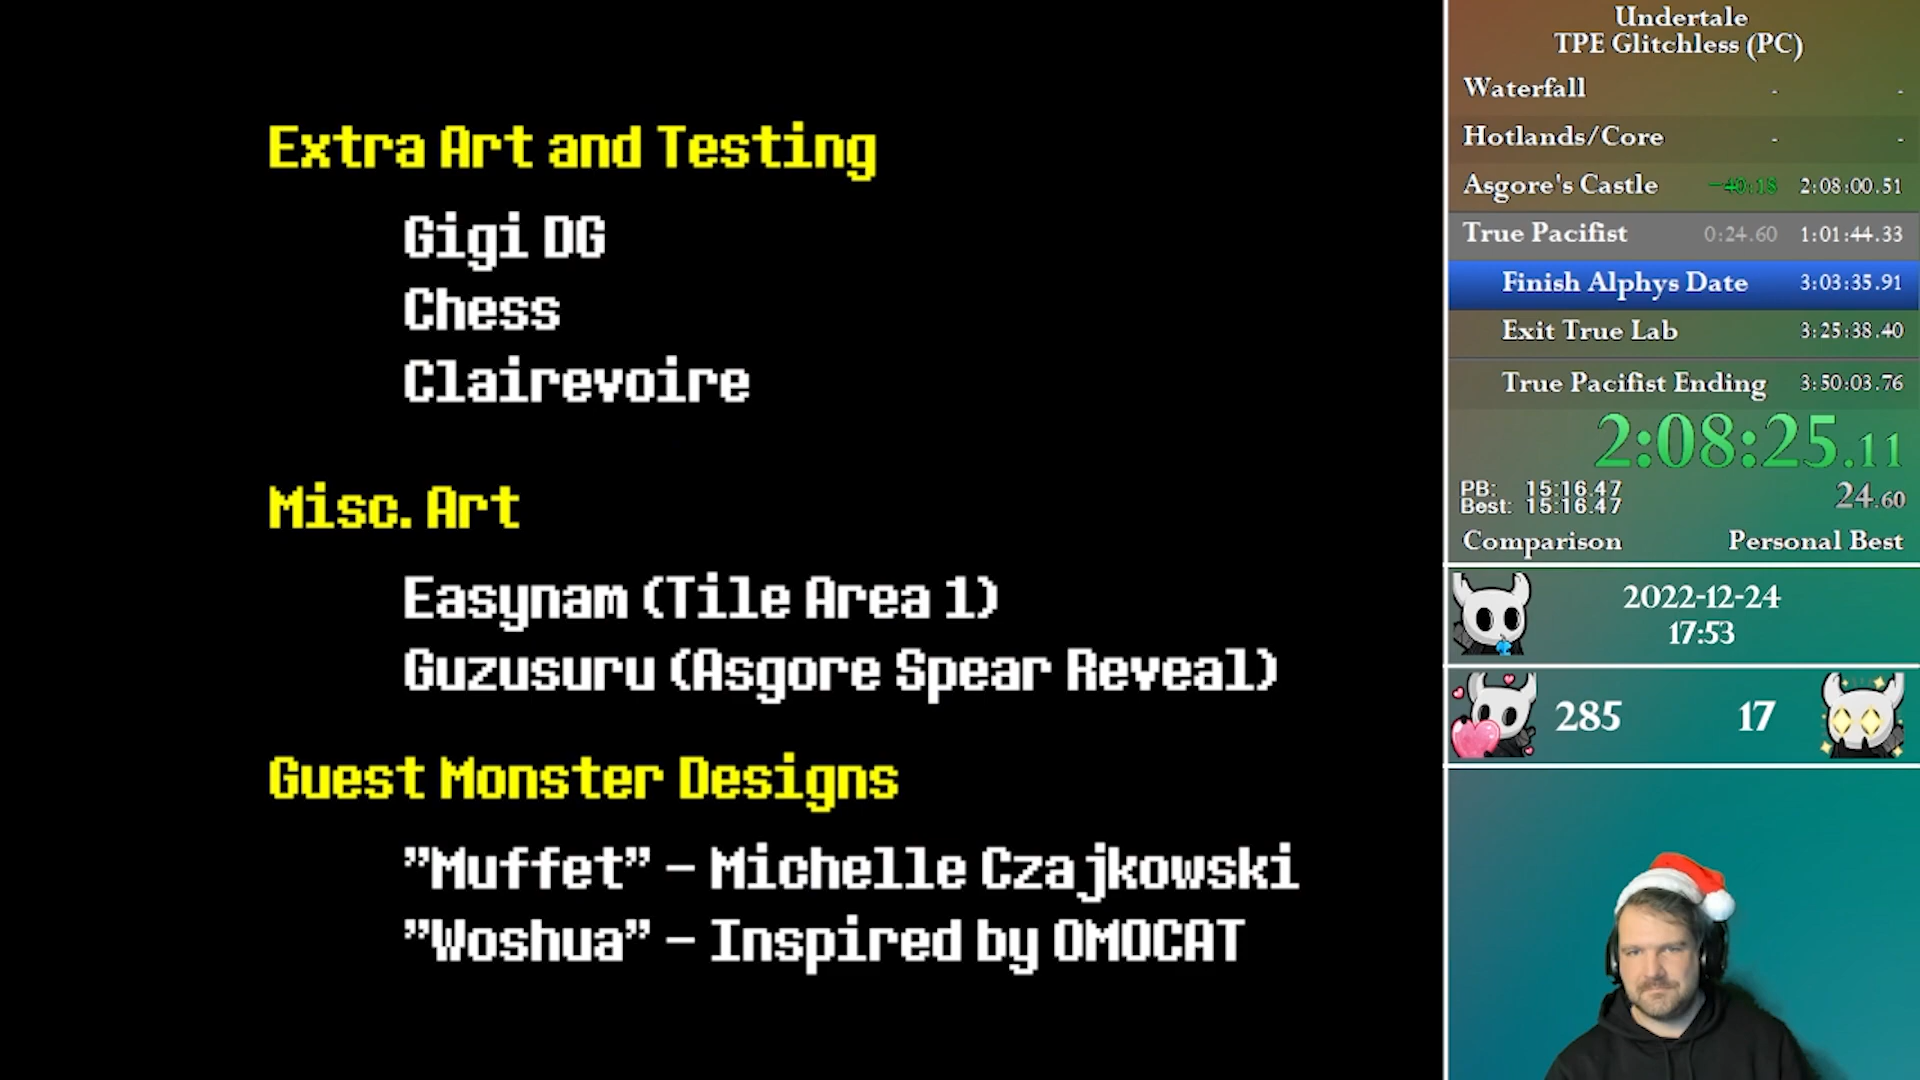 Extra Art and Testing
Gigi DG
Chess
Clairevoire
Misc. Art
Easynam (Tile Area 1)
Guzusuru (Asgore Spear Reveal)
Guest Monster Designs
"Muffet" – Michelle Czajkowski
"Woshua" – Inspired by OMOCAT
Undertale
TPE Glitchless (PC)
Waterfall - -
Hotlands/Core - -
Asgore's Castle −40:18 2:08:00.51
True Pacifist 0:24.60 1:01:44.33
Finish Alphys Date 3:03:35.91
Exit True Lab 3:25:38.40
True Pacifist Ending 3:50:03.76
2:08:25.11
PB: 15:16.47
24.60
Best: 15:16.47
Comparison Personal Best
2022-12-24
17:53
285 17